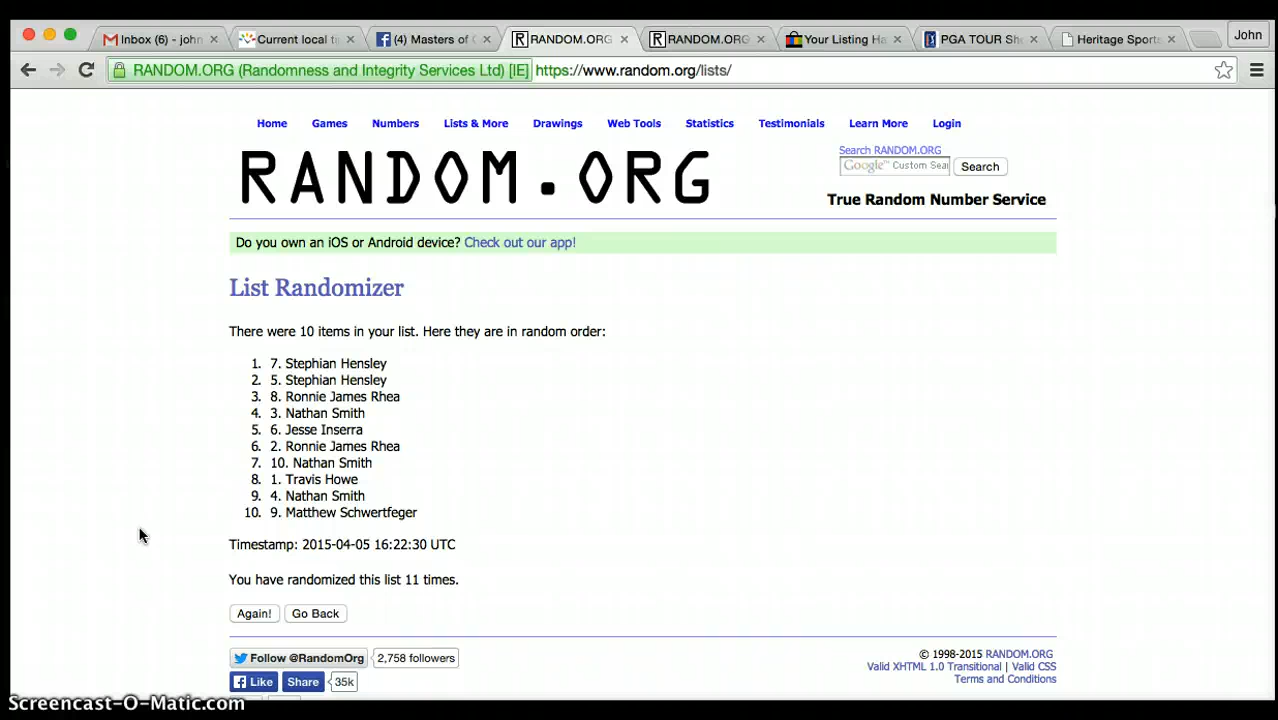 Inbox (6) - john
Current local ti
(4) Masters of
RANDOM.ORG
RANDOM.ORG
Your Listing Ha
PGA TOUR Sh
Heritage Sports
John
RANDOM.ORG (Randomness and Integrity Services Ltd) [IE]
https://www.random.org/lists/
Home Games Numbers Lists & More Drawings Web Tools Statistics Testimonials Learn More Login
Search RANDOM.ORG
Google™ Custom Sear
Search
RANDOM.ORG
True Random Number Service
Do you own an iOS or Android device? Check out our app!
List Randomizer
There were 10 items in your list. Here they are in random order:
1. 7. Stephian Hensley
2. 5. Stephian Hensley
3. 8. Ronnie James Rhea
4. 3. Nathan Smith
5. 6. Jesse Inserra
6. 2. Ronnie James Rhea
7. 10. Nathan Smith
8. 1. Travis Howe
9. 4. Nathan Smith
10. 9. Matthew Schwertfeger
Timestamp: 2015-04-05 16:22:30 UTC
You have randomized this list 11 times.
Again! Go Back
Follow @RandomOrg 2,758 followers
Like Share 35k
© 1998-2015 RANDOM.ORG
Valid XHTML 1.0 Transitional | Valid CSS
Terms and Conditions
Screencast-O-Matic.com